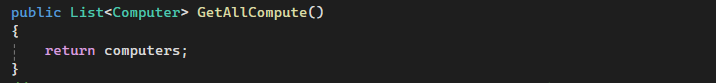 public List<Computer> GetAllCompute()
{
return computers;
}